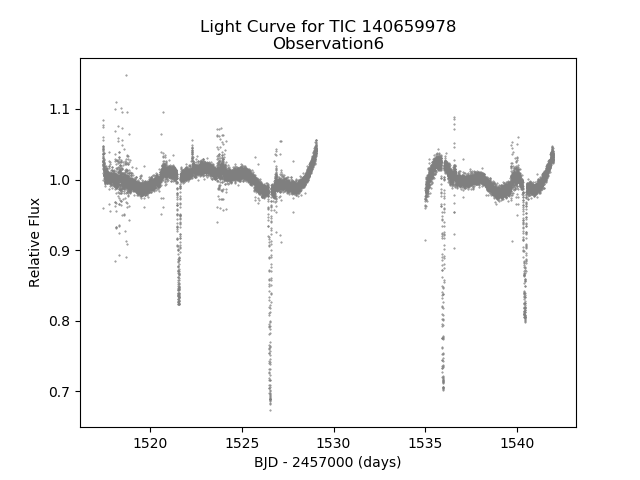 Light Curve for TIC 140659978
Observation6
1.1
1.0
0.9
0.8
0.7
Relative Flux
1520
1525
1530
1535
1540
BJD - 2457000 (days)